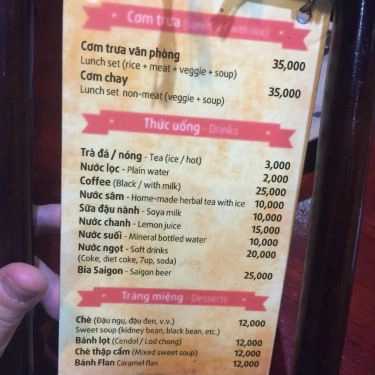 Cơm trưa (Lunch set with rice)
Cơm trưa văn phòng 35,000
Lunch set (rice + meat + veggie + soup)
Cơm chay 35,000
Lunch set non-meat (veggie + soup)
Thức uống - Drinks
Trà đá / nóng - Tea (ice / hot) 3,000
Nước lọc - Plain water 2,000
Coffee (Black / with milk) 25,000
Nước sâm - Home-made herbal tea with ice 10,000
Sữa đậu nành - Soya milk 10,000
Nước chanh - Lemon juice 15,000
Nước suối - Mineral bottled water 10,000
Nước ngọt - Soft drinks 20,000
(Coke, diet coke, 7up, soda)
Bia Saigon - Saigon beer 25,000
Tráng miệng - Desserts
Chè (Đậu ngự, đậu đen, v.v.) 12,000
Sweet soup (kidney bean, black bean, etc.)
Bánh lọt (Cendol / Lod chong) 12,000
Chè thập cẩm (Mixed sweet soup) 12,000
Bánh Flan Caramel flan 12,000